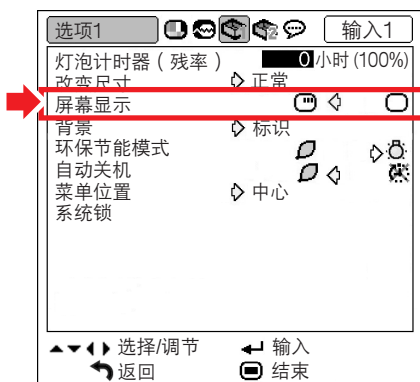 选项1 输入1
灯泡计时器（残率） 0 小时 (100%)
改变尺寸 正常
屏幕显示
背景 标识
环保节能模式
自动关机
菜单位置 中心
系统锁
选择/调节 输入
返回 结束